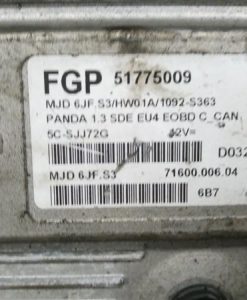 FGP 51775009
MJD 6JF.S3/HW01A/1092-S363
PANDA 1.3 SDE EU4 EOBD C_CAN
5C-SJJ72G 12V=
D032
MJD 6JF.S3 71600.006.04
6B7